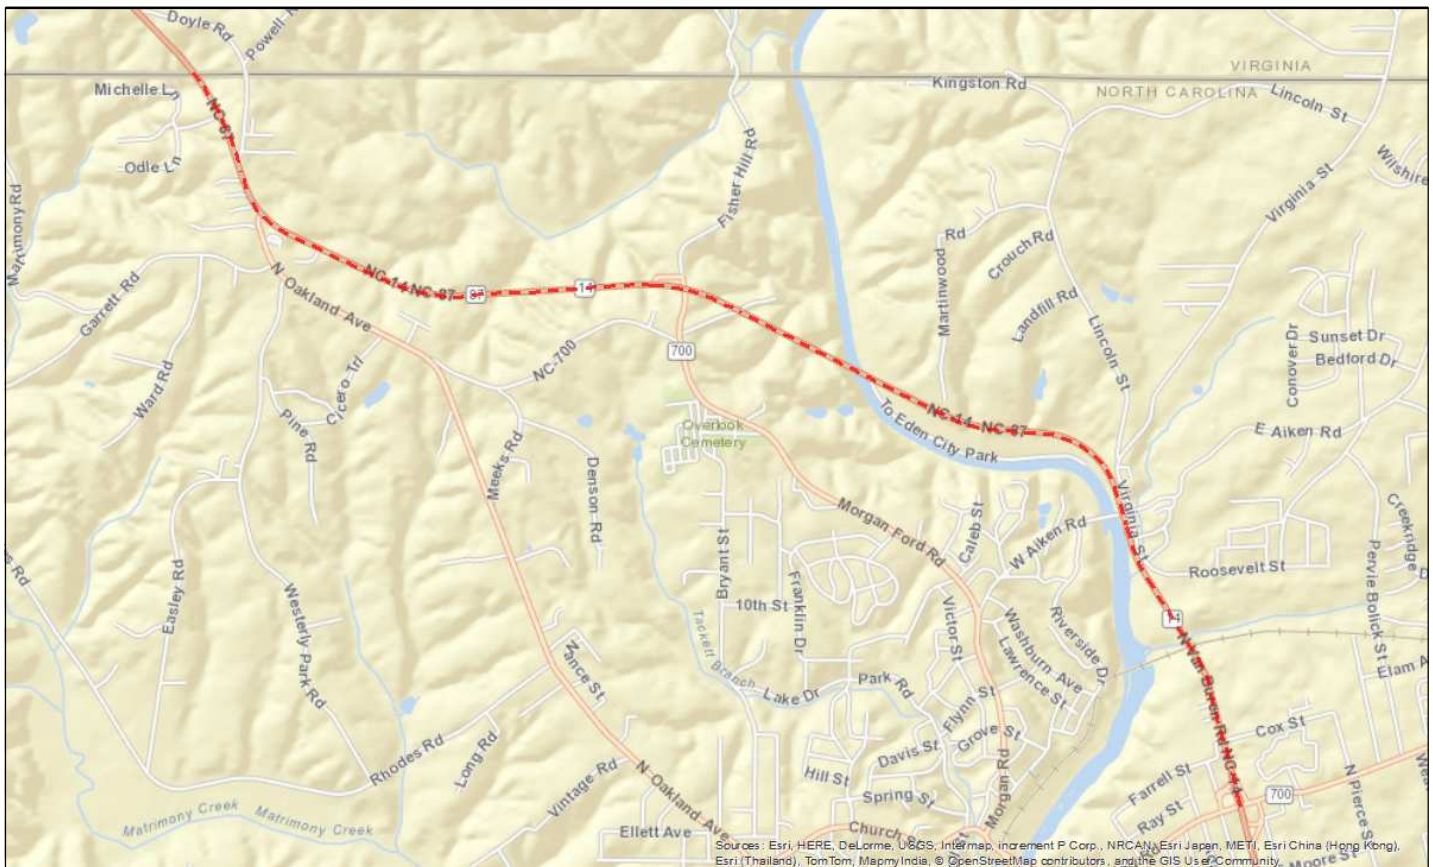 Doyle Rd
Powell R
VIRGINIA
NORTH CAROLINA
Kingston Rd
Lincoln St
Michelle Ln
NC-87
Odle Ln
Fisher Hill Rd
Wilshire
Virginia St
Matrimony Rd
Rd
Crouch Rd
Martinwood
Garrett Rd
N Oakland Ave
NC-14 NC-87
87
14
Landfill Rd
Lincoln St
Conover Dr
Sunset Dr
Bedford Dr
NC-700
700
Ward Rd
Cicero Trl
Pine Rd
Overlook
Cemetery
To Eden City Park
NC-14 NC-87
E Aiken Rd
Meeks Rd
Denson Rd
Morgan Ford Rd
Caleb St
W Aiken Rd
Virginia St
Roosevelt St
Creekridge D
Pervie Bolick St
Bryant St
Franklin Dr
10th St
Easley Rd
Westerly Park Rd
Victor St
Washburn Ave
Lawrence St
Riverside Dr
14
N Van Buren Rd NC-14
Elam A
Tackett Branch
Nance St
Lake Dr
Park Rd
Flynn St
Grove St
Davis St
Cox St
Rhodes Rd
Long Rd
Vintage Rd
N Oakland Ave
Hill St
Spring St
Morgan Rd
Farrell St
Ray St
700
N Pierce St
Matrimony Creek
Matrimony Creek
Ellett Ave
Church S
Moore St
Sources: Esri, HERE, DeLorme, USGS, Intermap, increment P Corp., NRCAN, Esri Japan, METI, Esri China (Hong Kong),
Esri (Thailand), TomTom, MapmyIndia, © OpenStreetMap contributors, and the GIS User Community